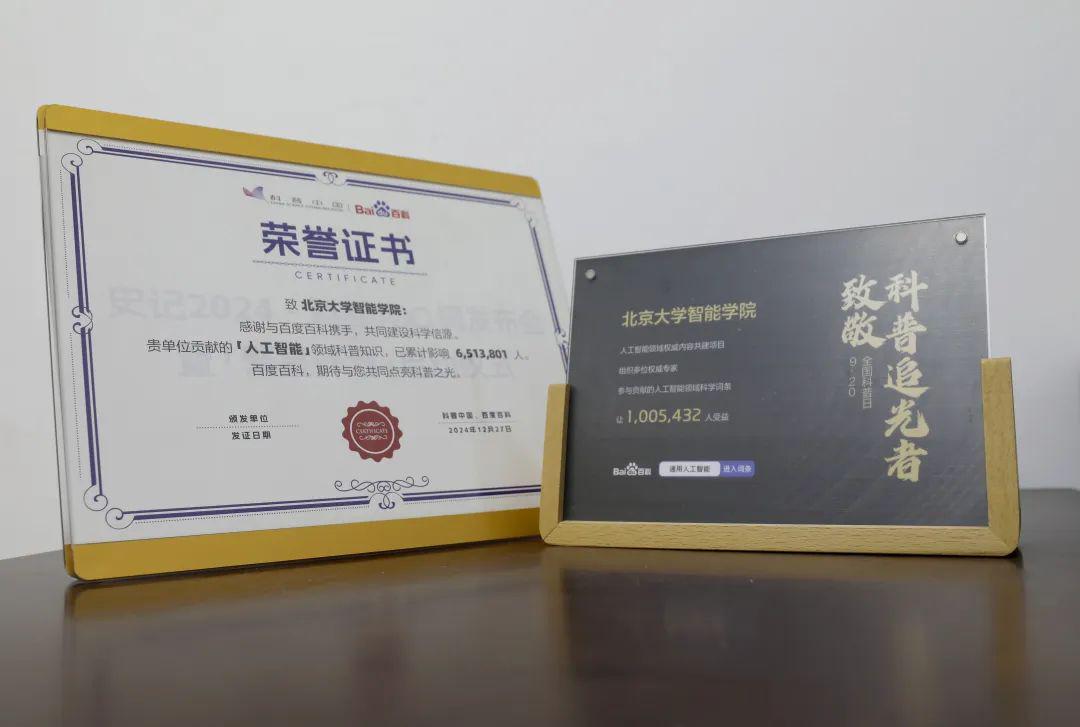 科普中国
Bai百科
荣誉证书
CERTIFICATE
致 北京大学智能学院：
感谢与百度百科携手，共同建设科学信源。
贵单位贡献的「人工智能」领域科普知识，已累计影响 6,513,801 人。
百度百科，期待与您共同点亮科普之光。
颁发单位
发证日期
CERTIFICATE
科普中国、百度百科
2024年12月27日
北京大学智能学院
人工智能领域权威内容共建项目
组织多位权威专家
参与贡献的人工智能领域科学词条
让 1,005,432 人受益
Bai百科
通用人工智能 进入词条
致敬
科普追光者
9·20
全国科普日